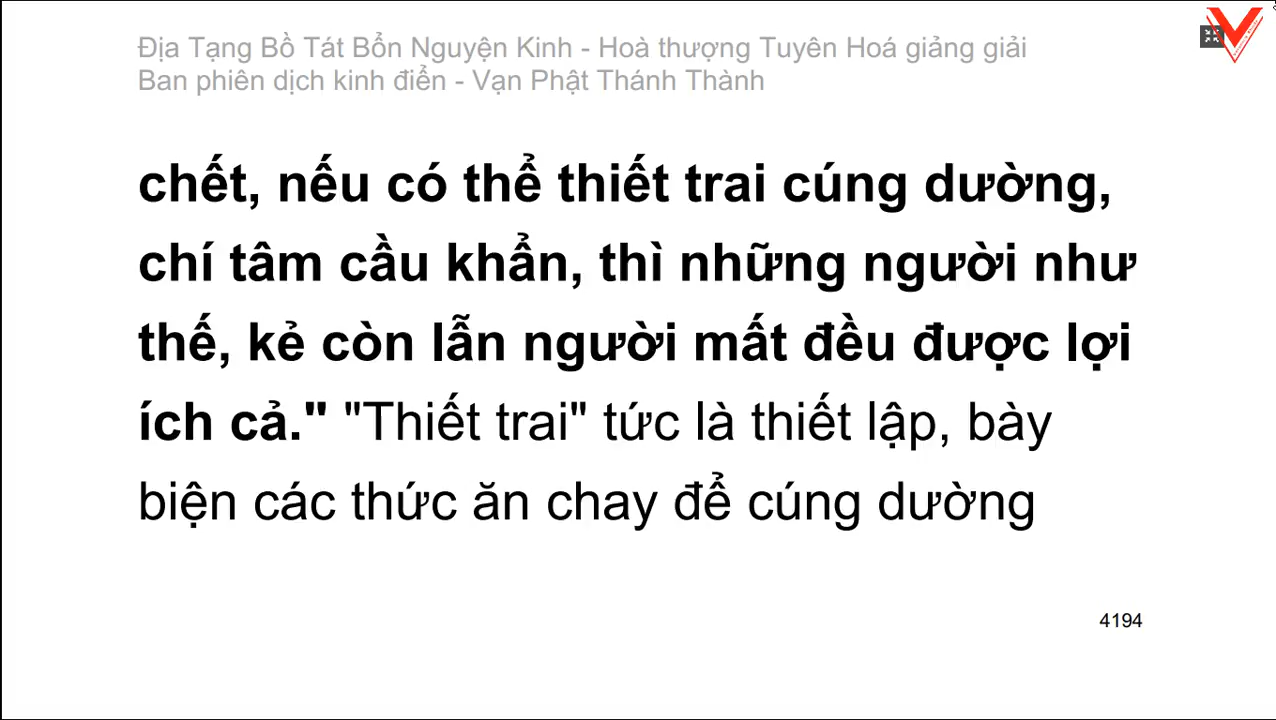 Địa Tạng Bồ Tát Bổn Nguyện Kinh - Hoà thượng Tuyên Hoá giảng giải
Ban phiên dịch kinh điển - Vạn Phật Thánh Thành
chết, nếu có thể thiết trai cúng dường,
chí tâm cầu khẩn, thì những người như
thế, kẻ còn lẫn người mất đều được lợi
ích cả." "Thiết trai" tức là thiết lập, bày
biện các thức ăn chay để cúng dường
4194